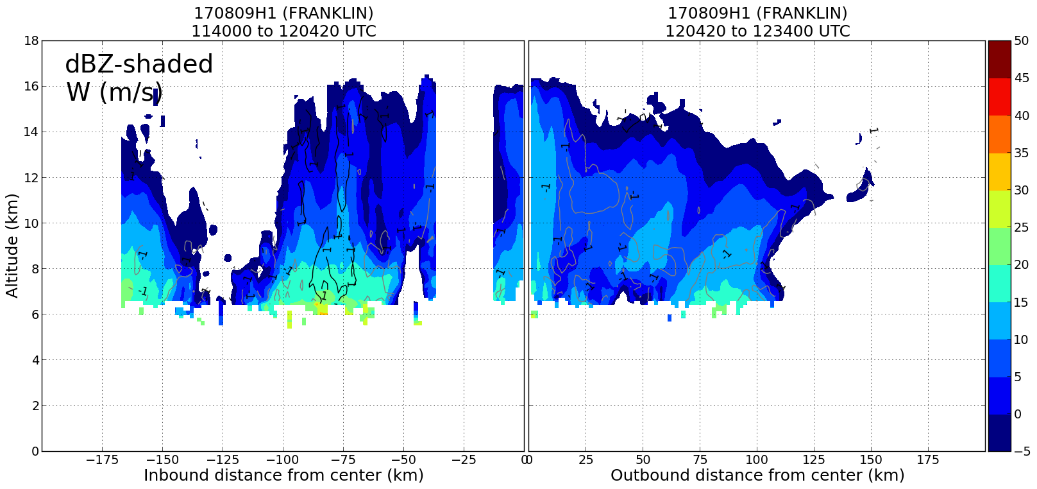 170809H1 (FRANKLIN)
114000 to 120420 UTC
170809H1 (FRANKLIN)
120420 to 123400 UTC
dBZ-shaded
W (m/s)
Altitude (km)
18
16
14
12
10
8
6
4
2
0
−175 −150 −125 −100 −75 −50 −25 0
Inbound distance from center (km)
0 25 50 75 100 125 150 175
Outbound distance from center (km)
50
45
40
35
30
25
20
15
10
5
0
−5